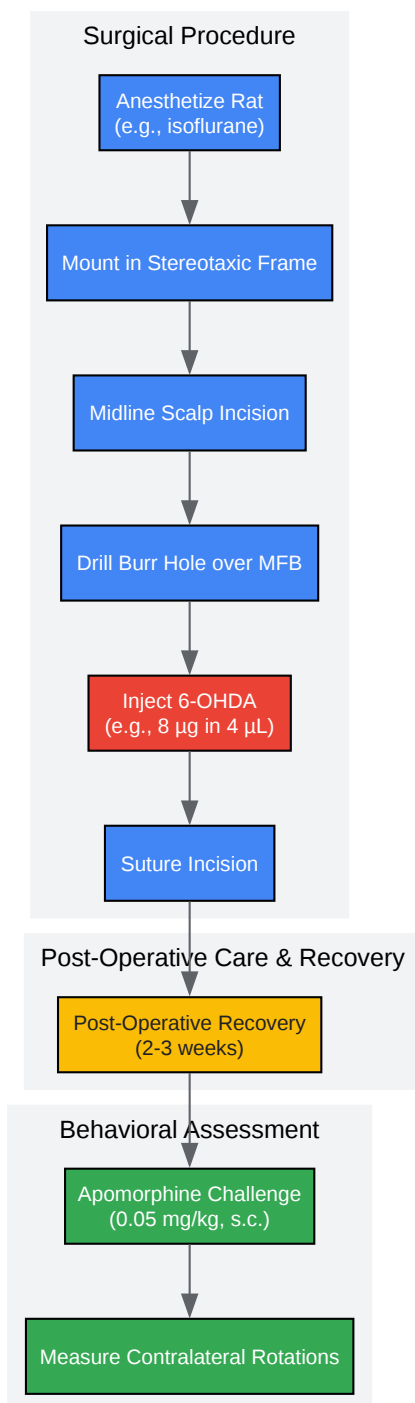 Surgical Procedure
Anesthetize Rat
(e.g., isoflurane)
Mount in Stereotaxic Frame
Midline Scalp Incision
Drill Burr Hole over MFB
Inject 6-OHDA
(e.g., 8 µg in 4 µL)
Suture Incision
Post-Operative Care & Recovery
Post-Operative Recovery
(2-3 weeks)
Behavioral Assessment
Apomorphine Challenge
(0.05 mg/kg, s.c.)
Measure Contralateral Rotations